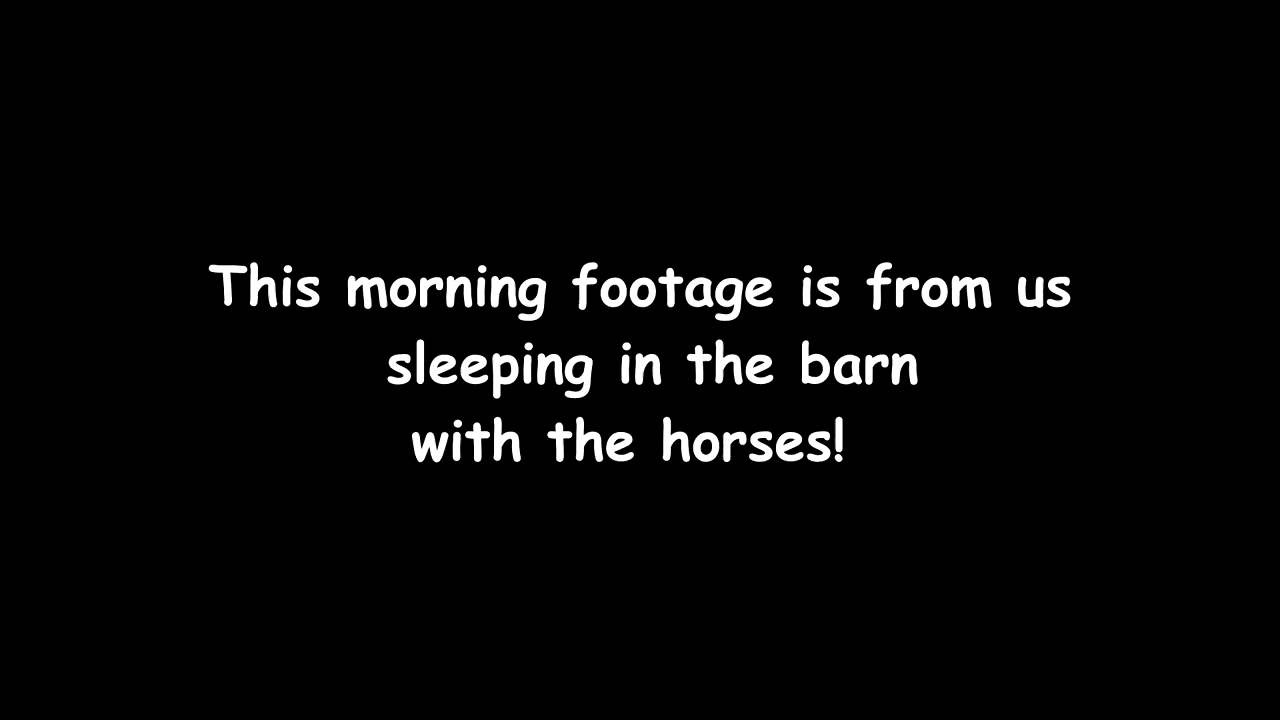 This morning footage is from us
sleeping in the barn
with the horses!